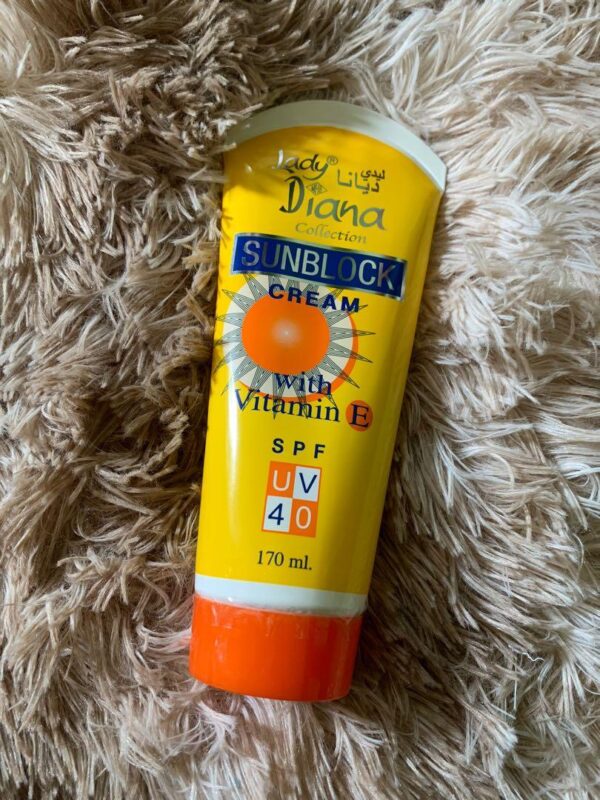 Lady® ليدي
Diana ديانا
Collection
SUNBLOCK
CREAM
with
Vitamin E
SPF
UV
40
170 ml.